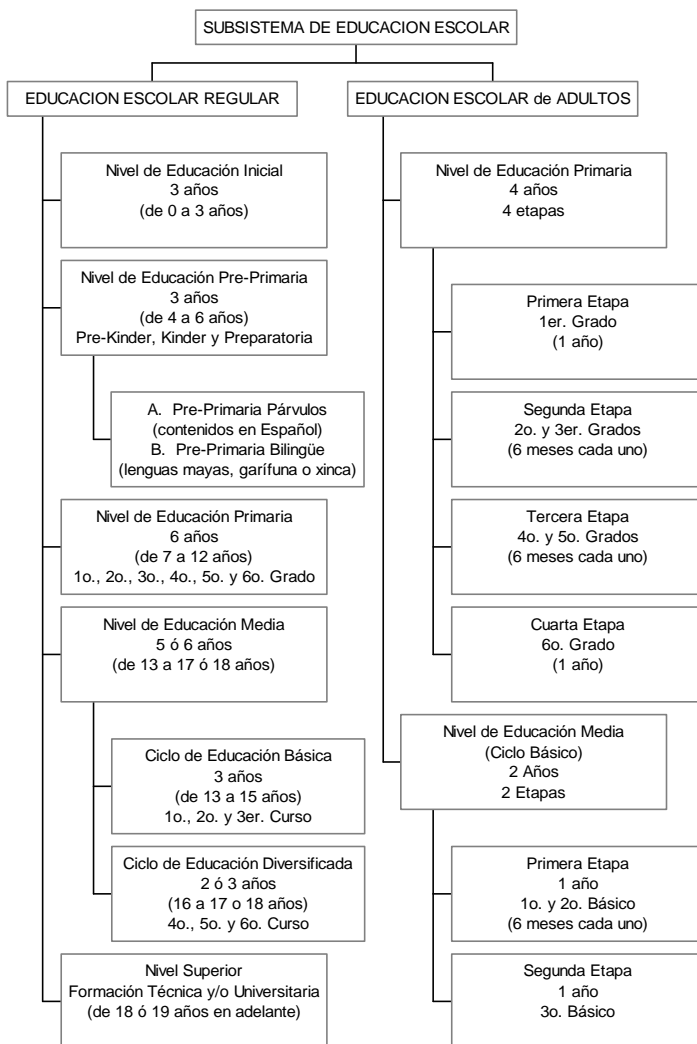 SUBSISTEMA DE EDUCACION ESCOLAR
EDUCACION ESCOLAR REGULAR
Nivel de Educación Inicial
3 años
(de 0 a 3 años)
Nivel de Educación Pre-Primaria
3 años
(de 4 a 6 años)
Pre-Kinder, Kinder y Preparatoria
A. Pre-Primaria Párvulos
(contenidos en Español)
B. Pre-Primaria Bilingüe
(lenguas mayas, garífuna o xinca)
Nivel de Educación Primaria
6 años
(de 7 a 12 años)
1o., 2o., 3o., 4o., 5o. y 6o. Grado
Nivel de Educación Media
5 ó 6 años
(de 13 a 17 ó 18 años)
Ciclo de Educación Básica
3 años
(de 13 a 15 años)
1o., 2o. y 3er. Curso
Ciclo de Educación Diversificada
2 ó 3 años
(16 a 17 o 18 años)
4o., 5o. y 6o. Curso
Nivel Superior
Formación Técnica y/o Universitaria
(de 18 ó 19 años en adelante)
EDUCACION ESCOLAR de ADULTOS
Nivel de Educación Primaria
4 años
4 etapas
Primera Etapa
1er. Grado
(1 año)
Segunda Etapa
2o. y 3er. Grados
(6 meses cada uno)
Tercera Etapa
4o. y 5o. Grados
(6 meses cada uno)
Cuarta Etapa
6o. Grado
(1 año)
Nivel de Educación Media
(Ciclo Básico)
2 Años
2 Etapas
Primera Etapa
1 año
1o. y 2o. Básico
(6 meses cada uno)
Segunda Etapa
1 año
3o. Básico